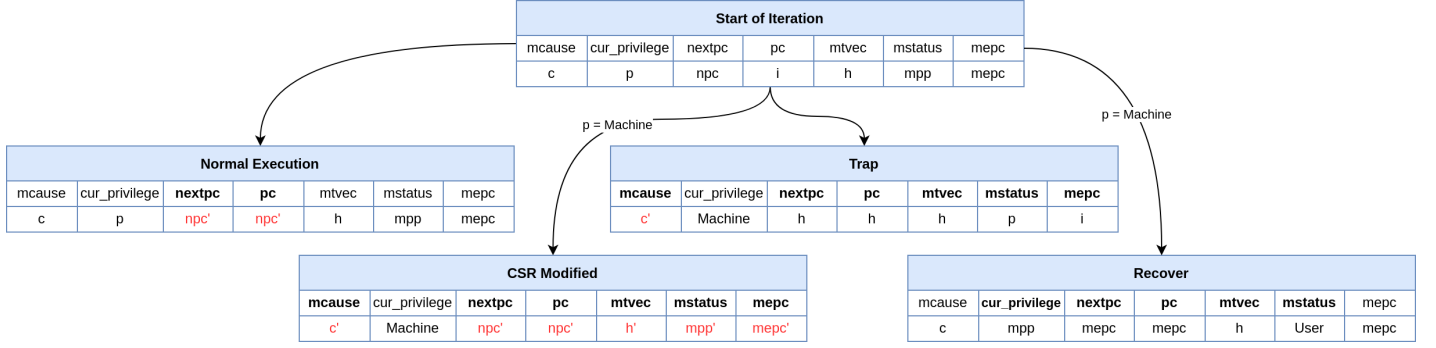 Start of Iteration
mcause cur_privilege nextpc pc mtvec mstatus mepc
c p npc i h mpp mepc
p = Machine
p = Machine
Normal Execution
mcause cur_privilege nextpc pc mtvec mstatus mepc
c p npc' npc' h mpp mepc
Trap
mcause cur_privilege nextpc pc mtvec mstatus mepc
c' Machine h h h p i
CSR Modified
mcause cur_privilege nextpc pc mtvec mstatus mepc
c' Machine npc' npc' h' mpp' mepc'
Recover
mcause cur_privilege nextpc pc mtvec mstatus mepc
c mpp mepc mepc h User mepc